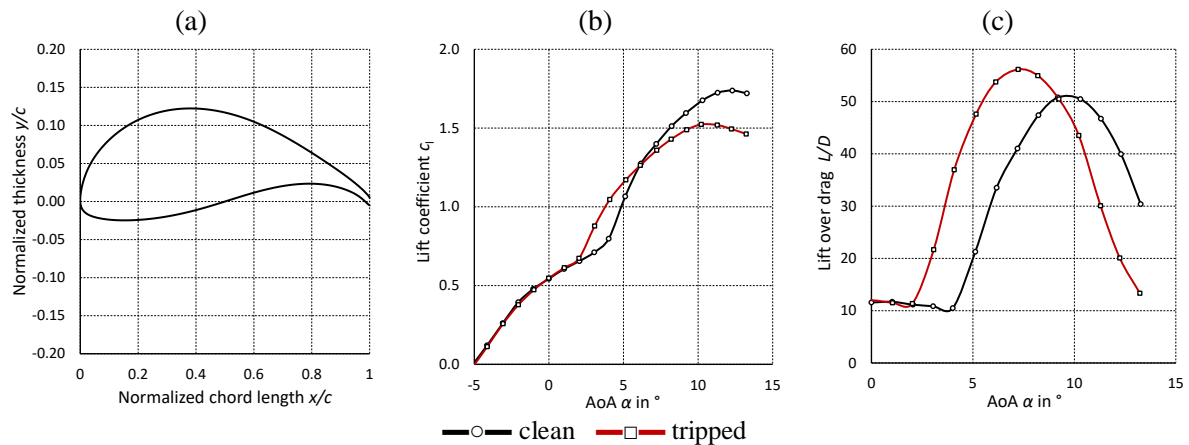 (a)
0.20
0.15
0.10
0.05
0.00
-0.05
-0.10
-0.15
-0.20
Normalized thickness y/c
0 0.2 0.4 0.6 0.8 1
Normalized chord length x/c
(b)
2.0
1.5
1.0
0.5
0.0
Lift coefficient cl
-5 0 5 10 15
AoA α in °
(c)
60
50
40
30
20
10
0
Lift over drag L/D
0 5 10 15
AoA α in °
clean tripped